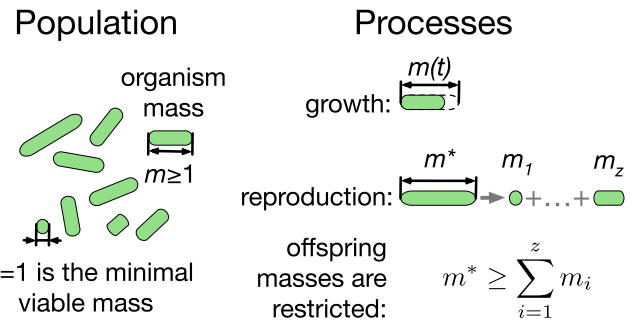 Population
organism
mass
m≥1
=1 is the minimal
viable mass
Processes
growth:
m(t)
reproduction:
m*
m₁
+...+
m_z
offspring
masses are
restricted:
m* ≥ ∑_{i=1}^{z} m_i